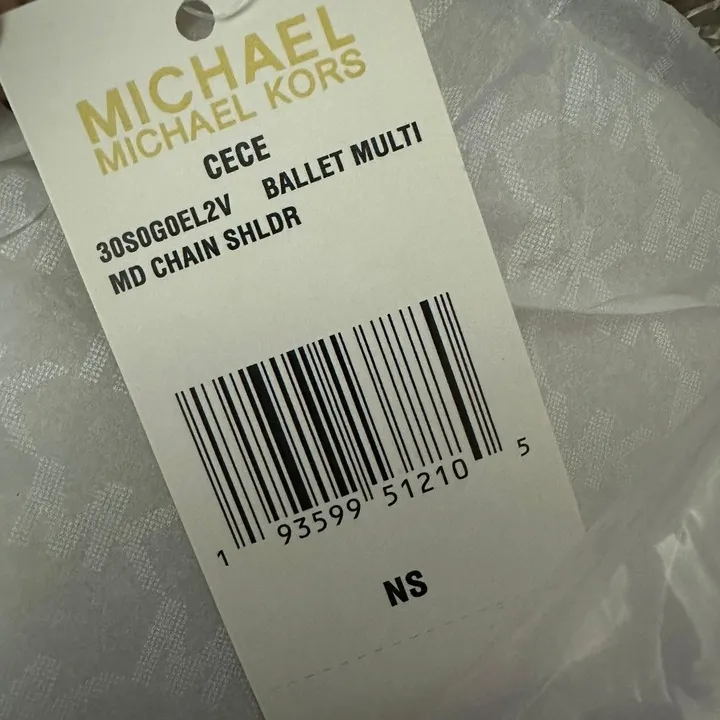 MICHAEL
MICHAEL KORS
CECE
30S0G0EL2V BALLET MULTI
MD CHAIN SHLDR
1 93599 51210 5
NS